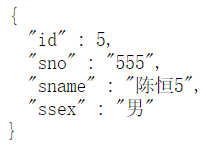 {
  "id" : 5,
  "sno" : "555",
  "sname" : "陈恒5",
  "ssex" : "男"
}